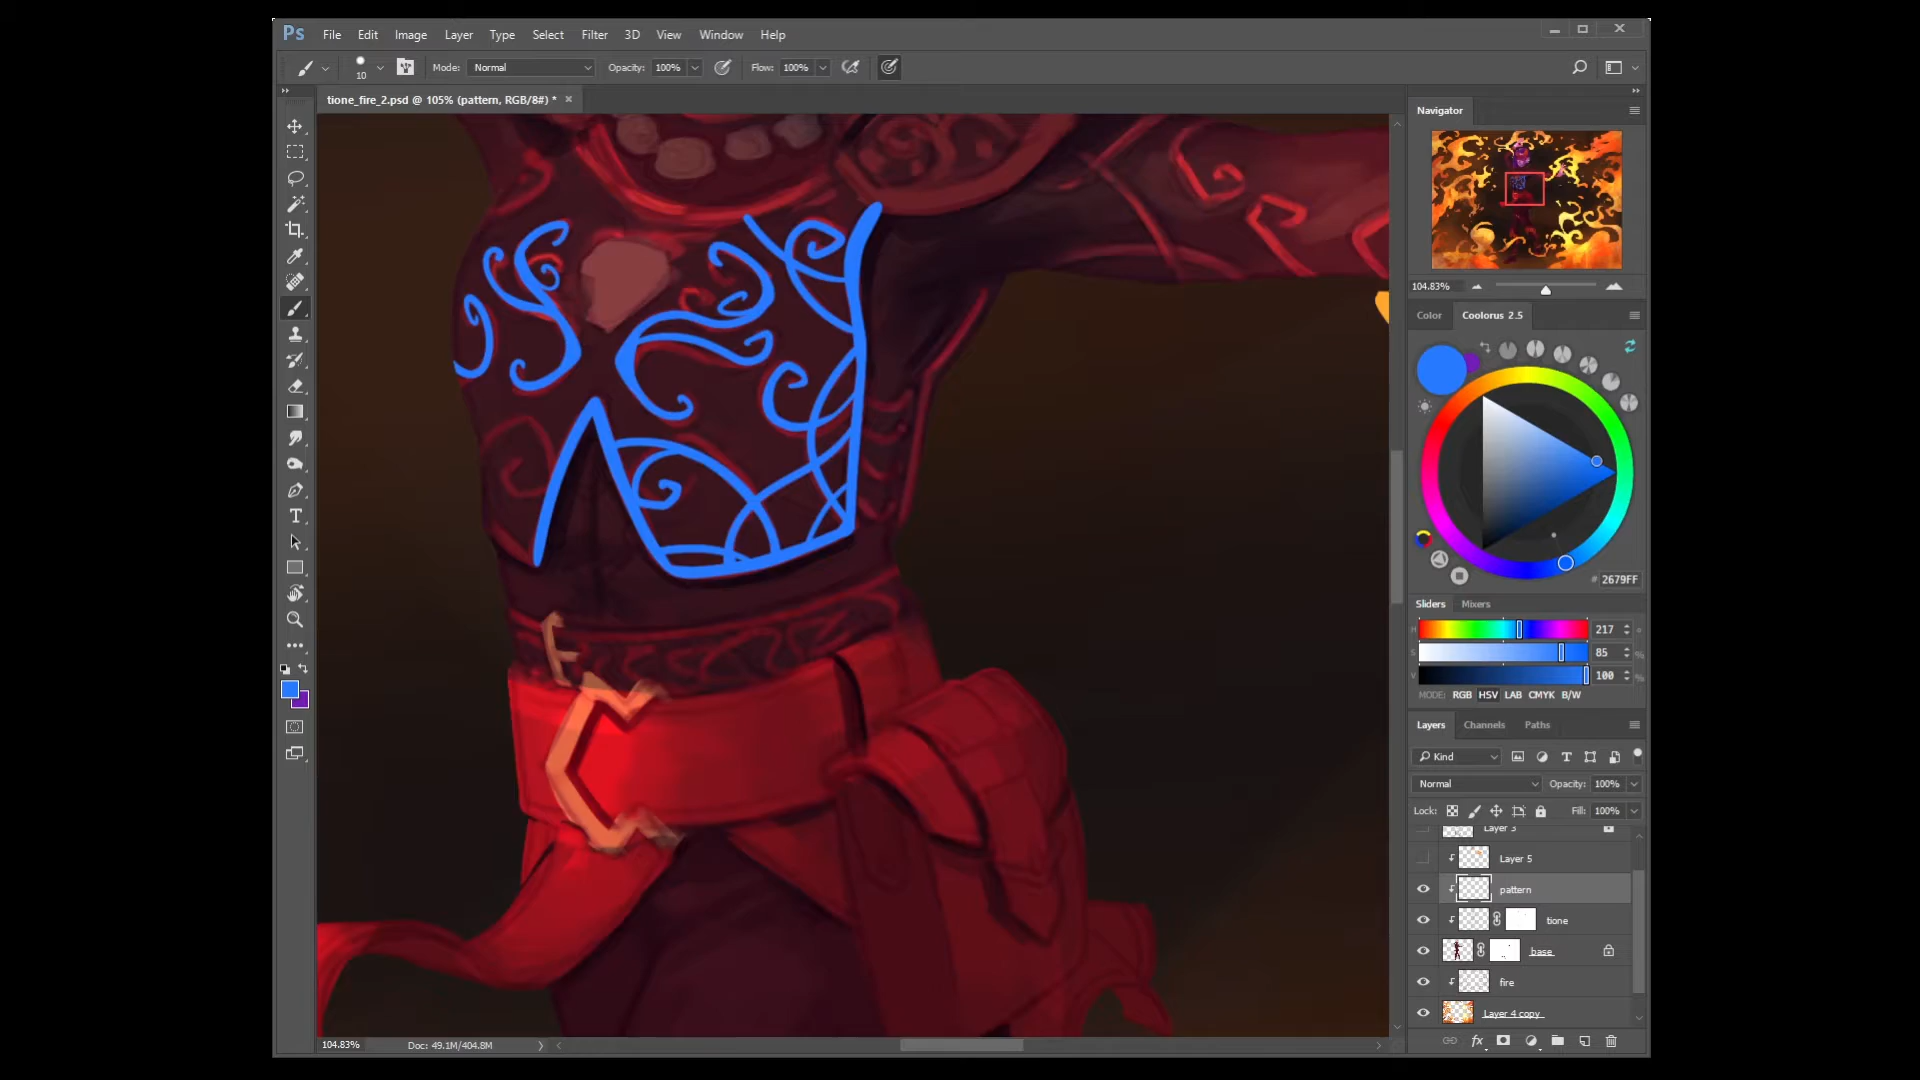 Ps File Edit Image Layer Type Select Filter 3D View Window Help
10 Mode: Normal Opacity: 100% Flow: 100%
tione_fire_2.psd @ 105% (pattern, RGB/8#) * ×
Navigator
104.83%
Color Coolorus 2.5
# 2679FF
Sliders Mixers
H 217 °
S 85 %
V 100 %
MODE: RGB HSV LAB CMYK B/W
Layers Channels Paths
Kind
Normal Opacity: 100%
Lock: Fill: 100%
Layer 3
Layer 5
pattern
tione
base
fire
Layer 4 copy
fx
104.83% Doc: 49.1M/404.8M